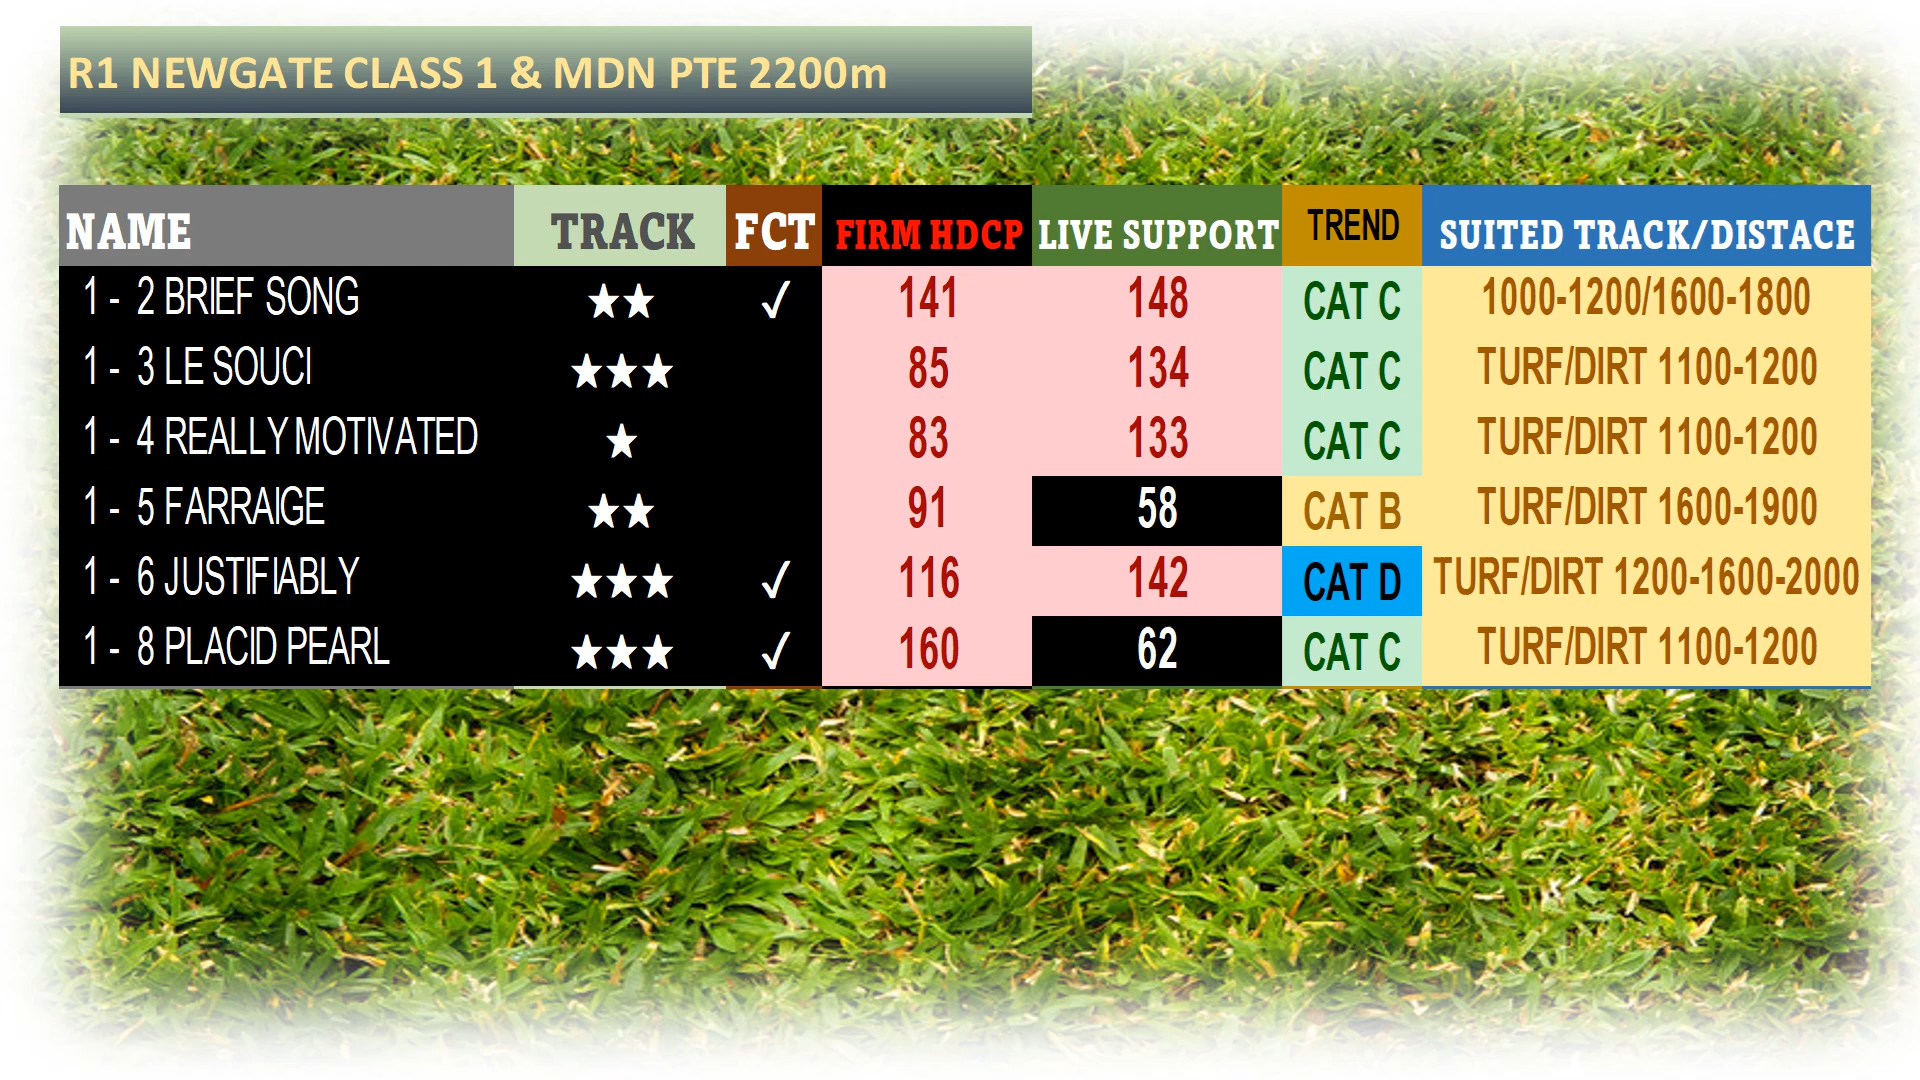 R1 NEWGATE CLASS 1 & MDN PTE 2200m
NAME TRACK FCT FIRM HDCP LIVE SUPPORT TREND SUITED TRACK/DISTACE
1 - 2 BRIEF SONG ★★ ✓ 141 148 CAT C 1000-1200/1600-1800
1 - 3 LE SOUCI ★★★ 85 134 CAT C TURF/DIRT 1100-1200
1 - 4 REALLY MOTIVATED ★ 83 133 CAT C TURF/DIRT 1100-1200
1 - 5 FARRAIGE ★★ 91 58 CAT B TURF/DIRT 1600-1900
1 - 6 JUSTIFIABLY ★★★ ✓ 116 142 CAT D TURF/DIRT 1200-1600-2000
1 - 8 PLACID PEARL ★★★ ✓ 160 62 CAT C TURF/DIRT 1100-1200